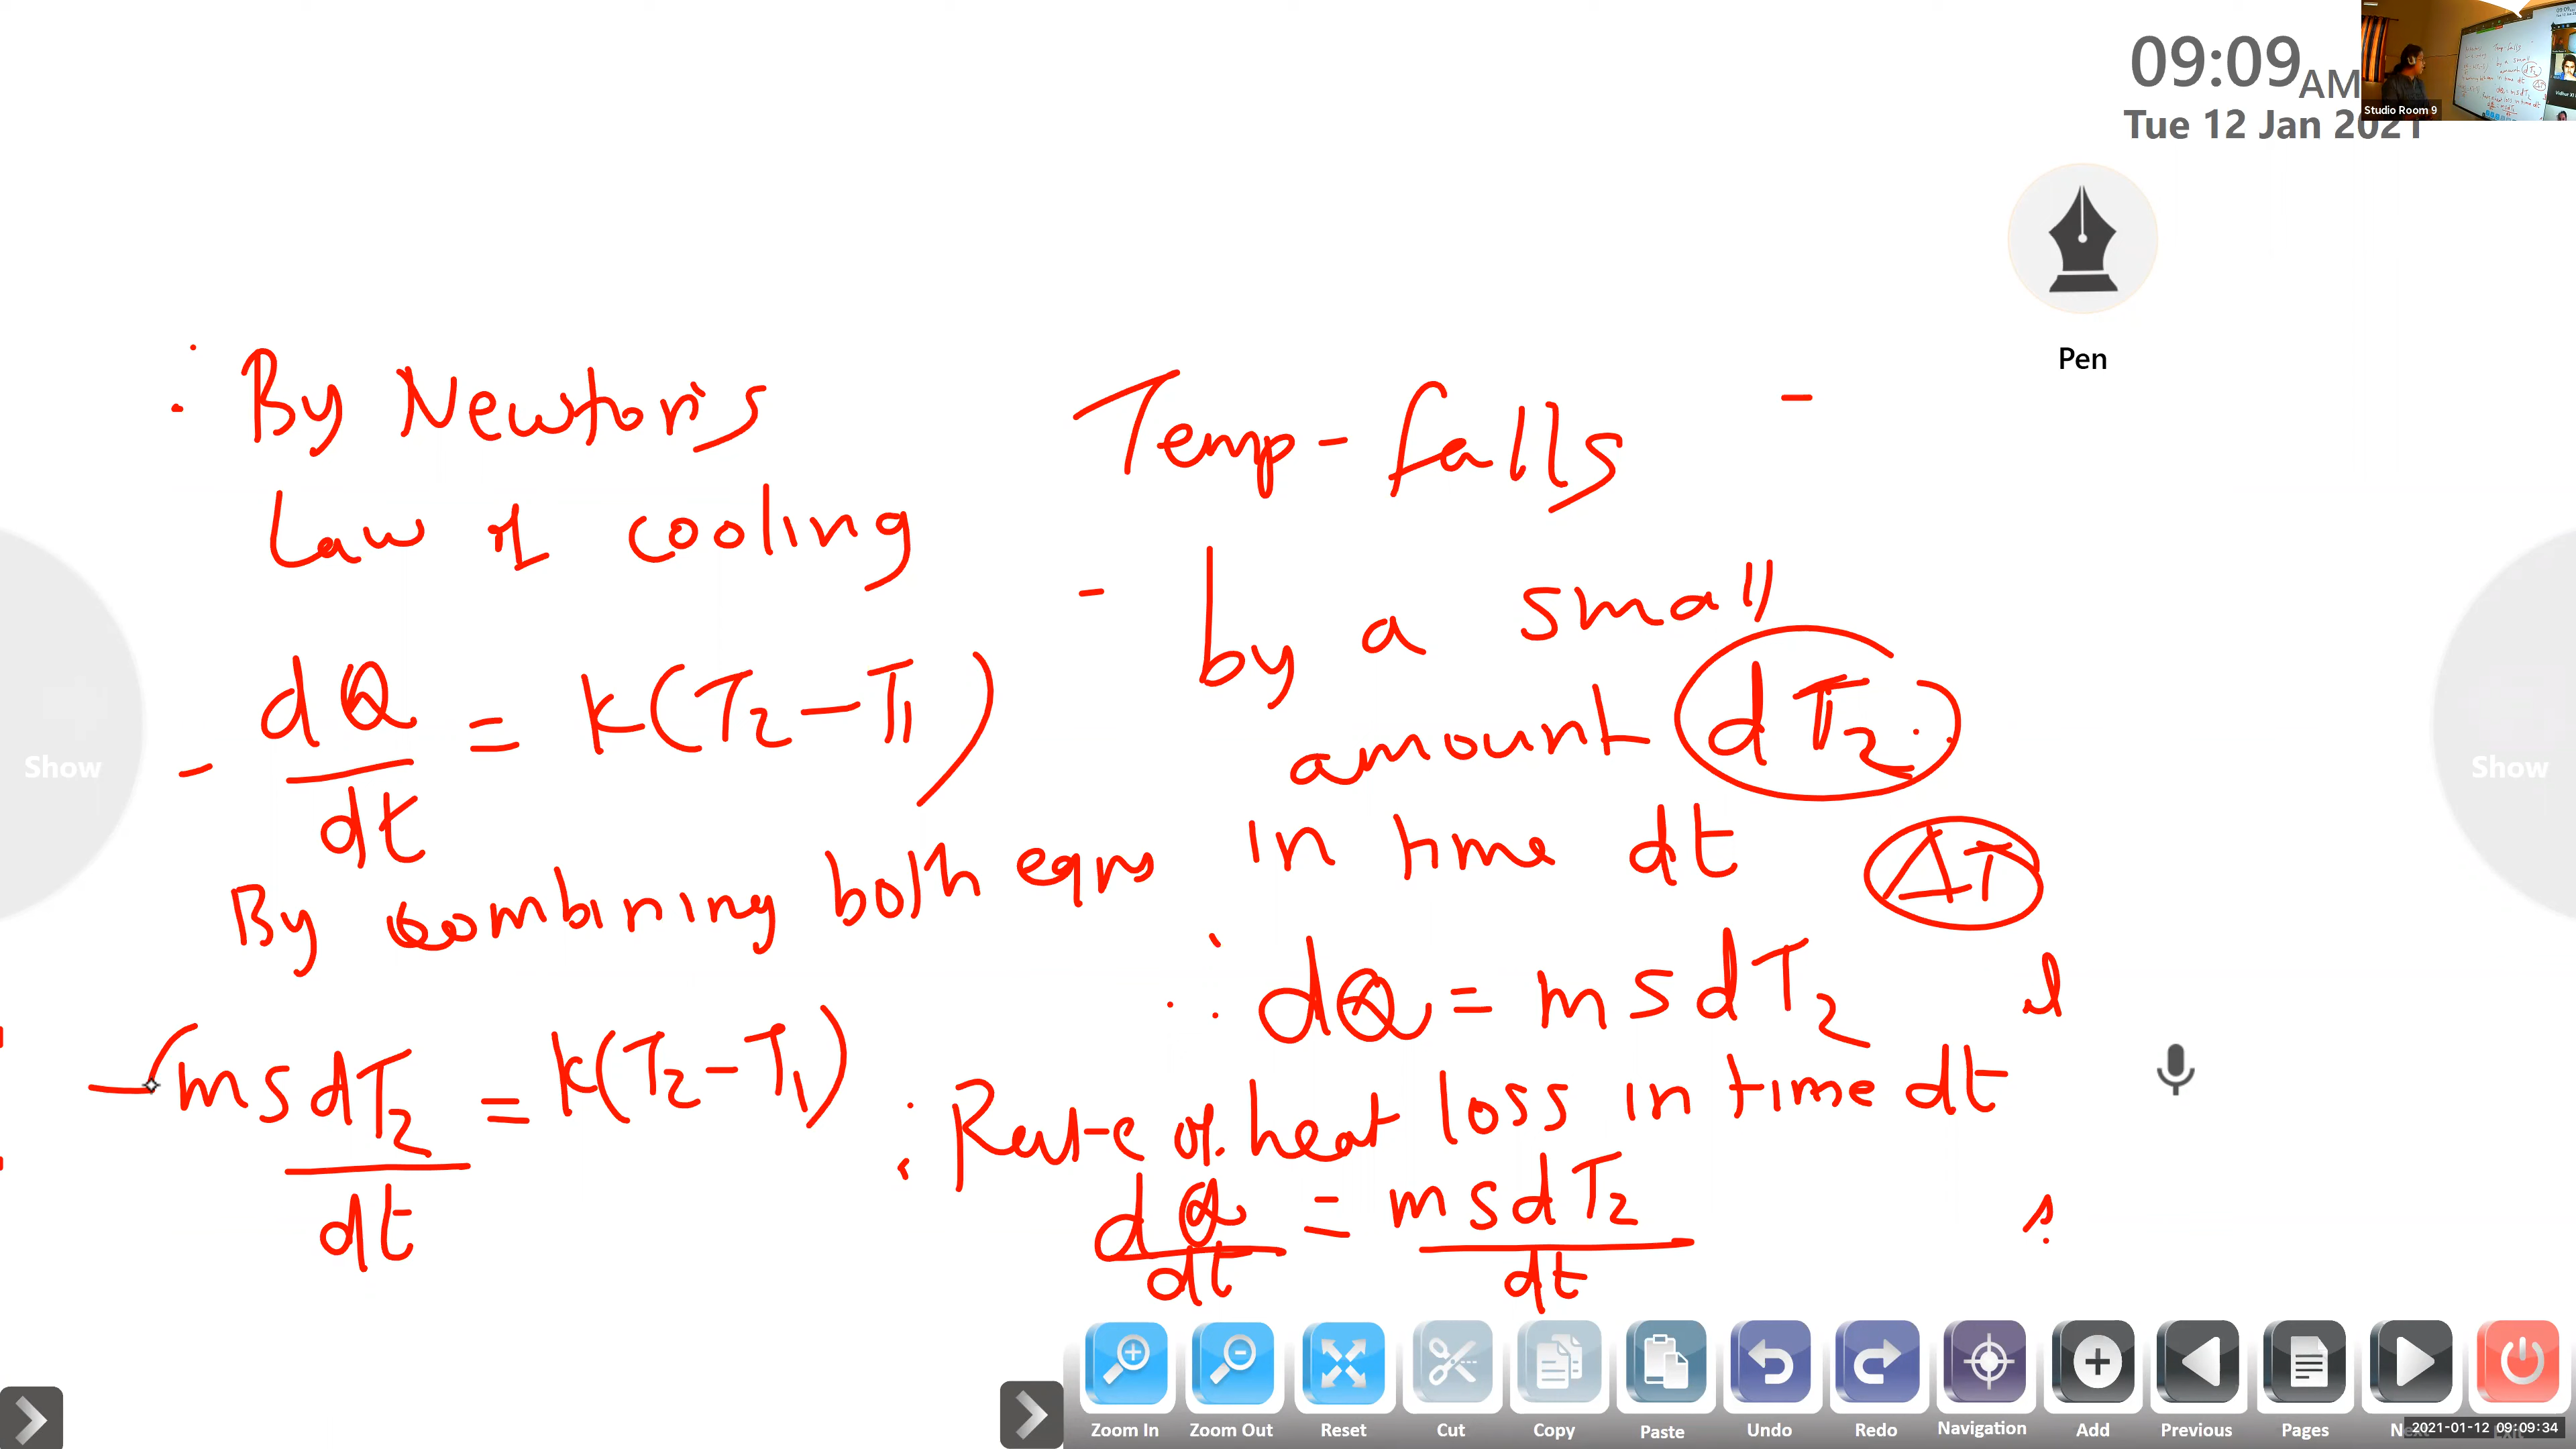 09:09 AM
Tue 12 Jan 2021
Studio Room 9
Pen
∴ By Newton's
Law of cooling
- dQ/dt = k(T₂ - T₁)
By combining both eqns
- msdT₂/dt = k(T₂ - T₁)
Temp - falls -
- by a small
amount dT₂.
in time dt
ΔT
∴ dQ = msdT₂
∴ Rate of heat loss in time dt
dQ/dt = msdT₂/dt
Show
Show
Zoom In
Zoom Out
Reset
Cut
Copy
Paste
Undo
Redo
Navigation
Add
Previous
Pages
2021-01-12 09:09:34